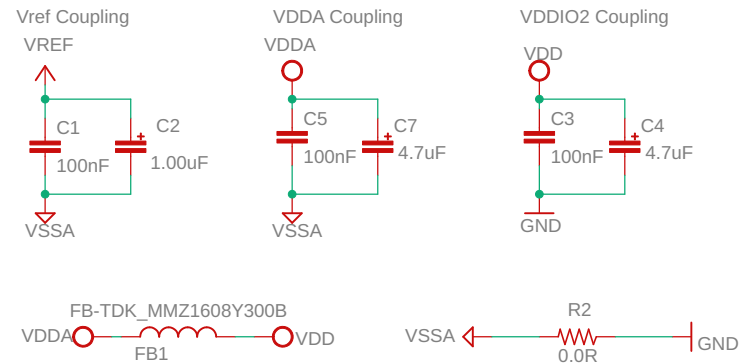 Vref Coupling
VREF
C1
100nF
C2
1.00uF
VSSA
VDDA Coupling
VDDA
C5
100nF
C7
4.7uF
VSSA
VDDIO2 Coupling
VDD
C3
100nF
C4
4.7uF
GND
FB-TDK_MMZ1608Y300B
VDDA
VDD
FB1
R2
VSSA
GND
0.0R